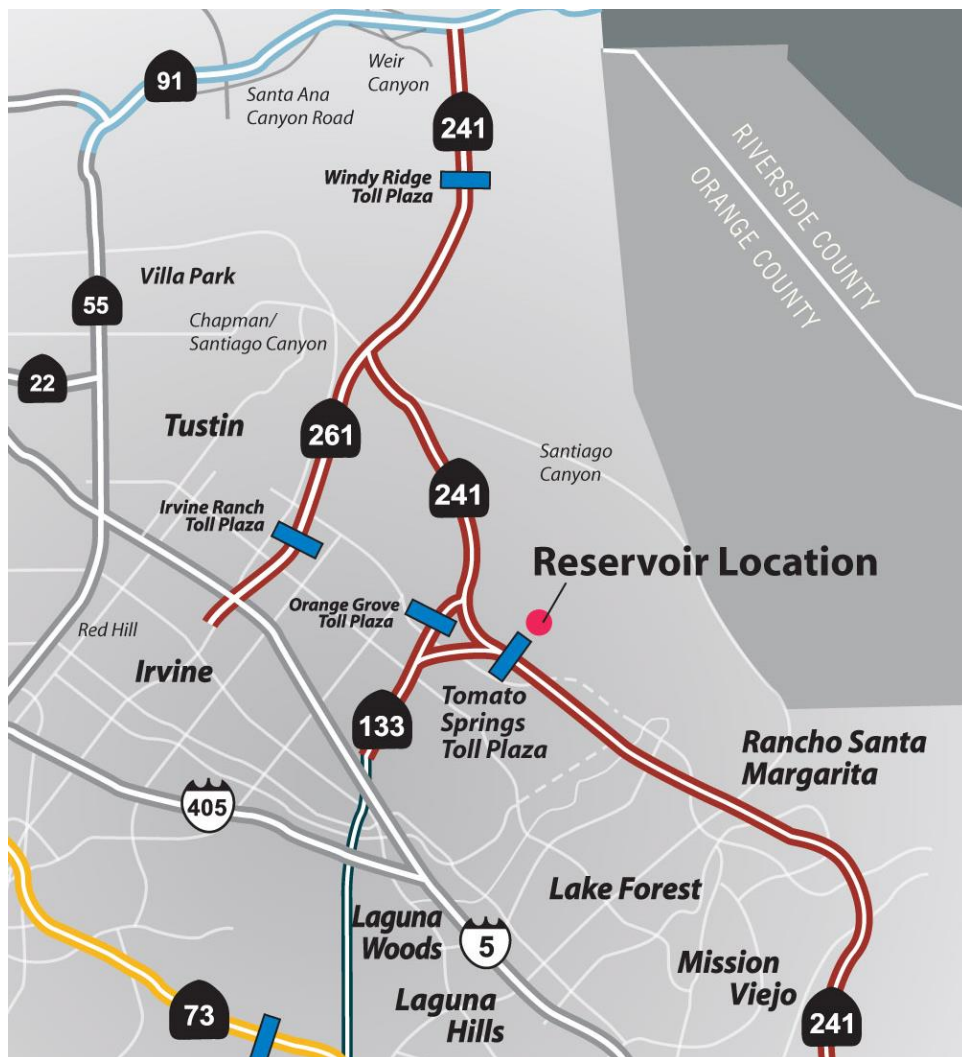 Weir
Canyon
91
Santa Ana
Canyon Road
241
Windy Ridge
Toll Plaza
RIVERSIDE COUNTY
ORANGE COUNTY
Villa Park
55
Chapman/
Santiago Canyon
22
Tustin
261
Santiago
Canyon
241
Irvine Ranch
Toll Plaza
Reservoir Location
Orange Grove
Toll Plaza
Red Hill
Irvine
Tomato
Springs
Toll Plaza
133
Rancho Santa
Margarita
405
Lake Forest
Laguna
Woods
5
Mission
Viejo
73
Laguna
Hills
241